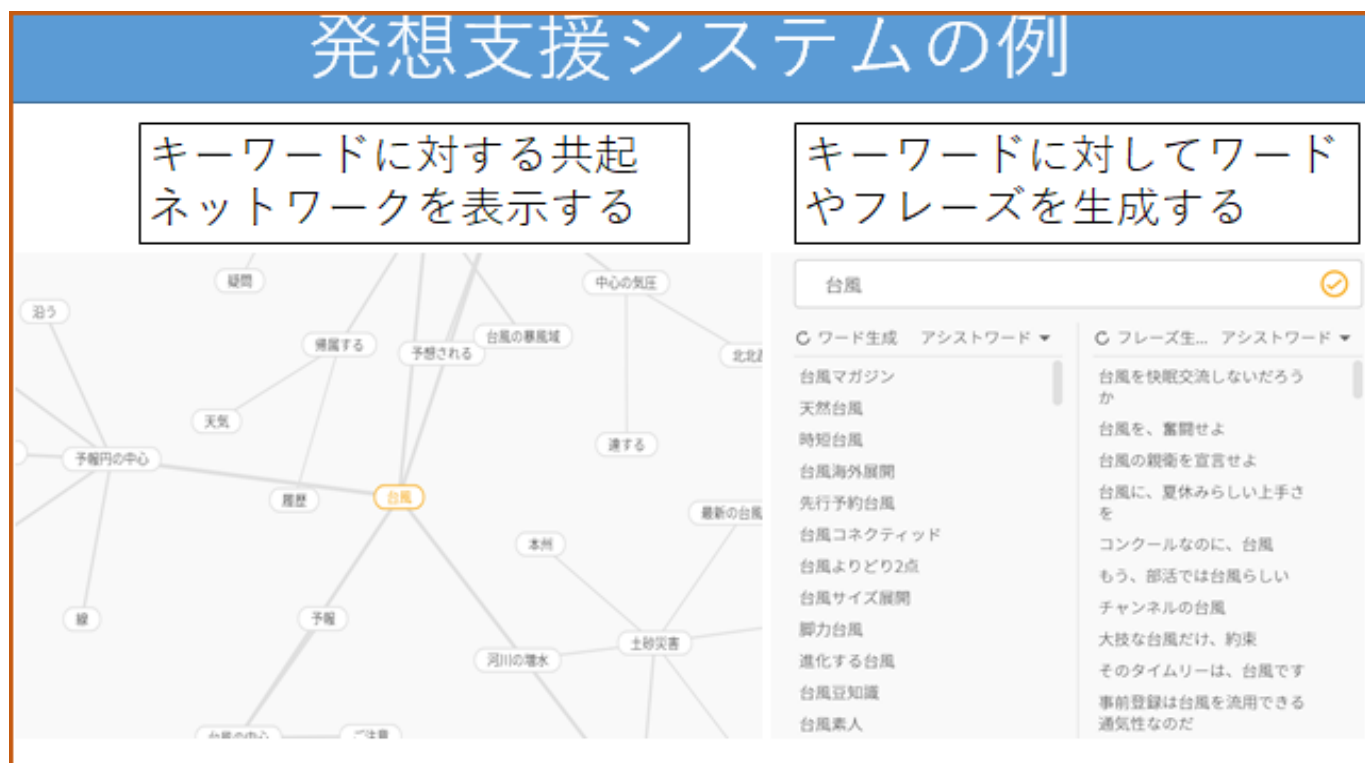 発想支援システムの例
キーワードに対する共起
ネットワークを表示する
疑問
中心の気圧
沿う
台風の暴風域
帰属する
予想される
天気
達する
予報円の中心
履歴
台風
最新の台風
本州
予報
線
土砂災害
河川の増水
台風の中心
ご注意
キーワードに対してワード
やフレーズを生成する
台風
ワード生成 アシストワード
台風マガジン
天然台風
時短台風
台風海外展開
先行予約台風
台風コネクティッド
台風よりどり2点
台風サイズ展開
脚力台風
進化する台風
台風豆知識
台風素人
フレーズ生... アシストワード
台風を快眠交流しないだろう
か
台風を、奮闘せよ
台風の親衛を宣言せよ
台風に、夏休みらしい上手さ
を
コンクールなのに、台風
もう、部活では台風らしい
チャンネルの台風
大技な台風だけ、約束
そのタイムリーは、台風です
事前登録は台風を流用できる
通気性なのだ